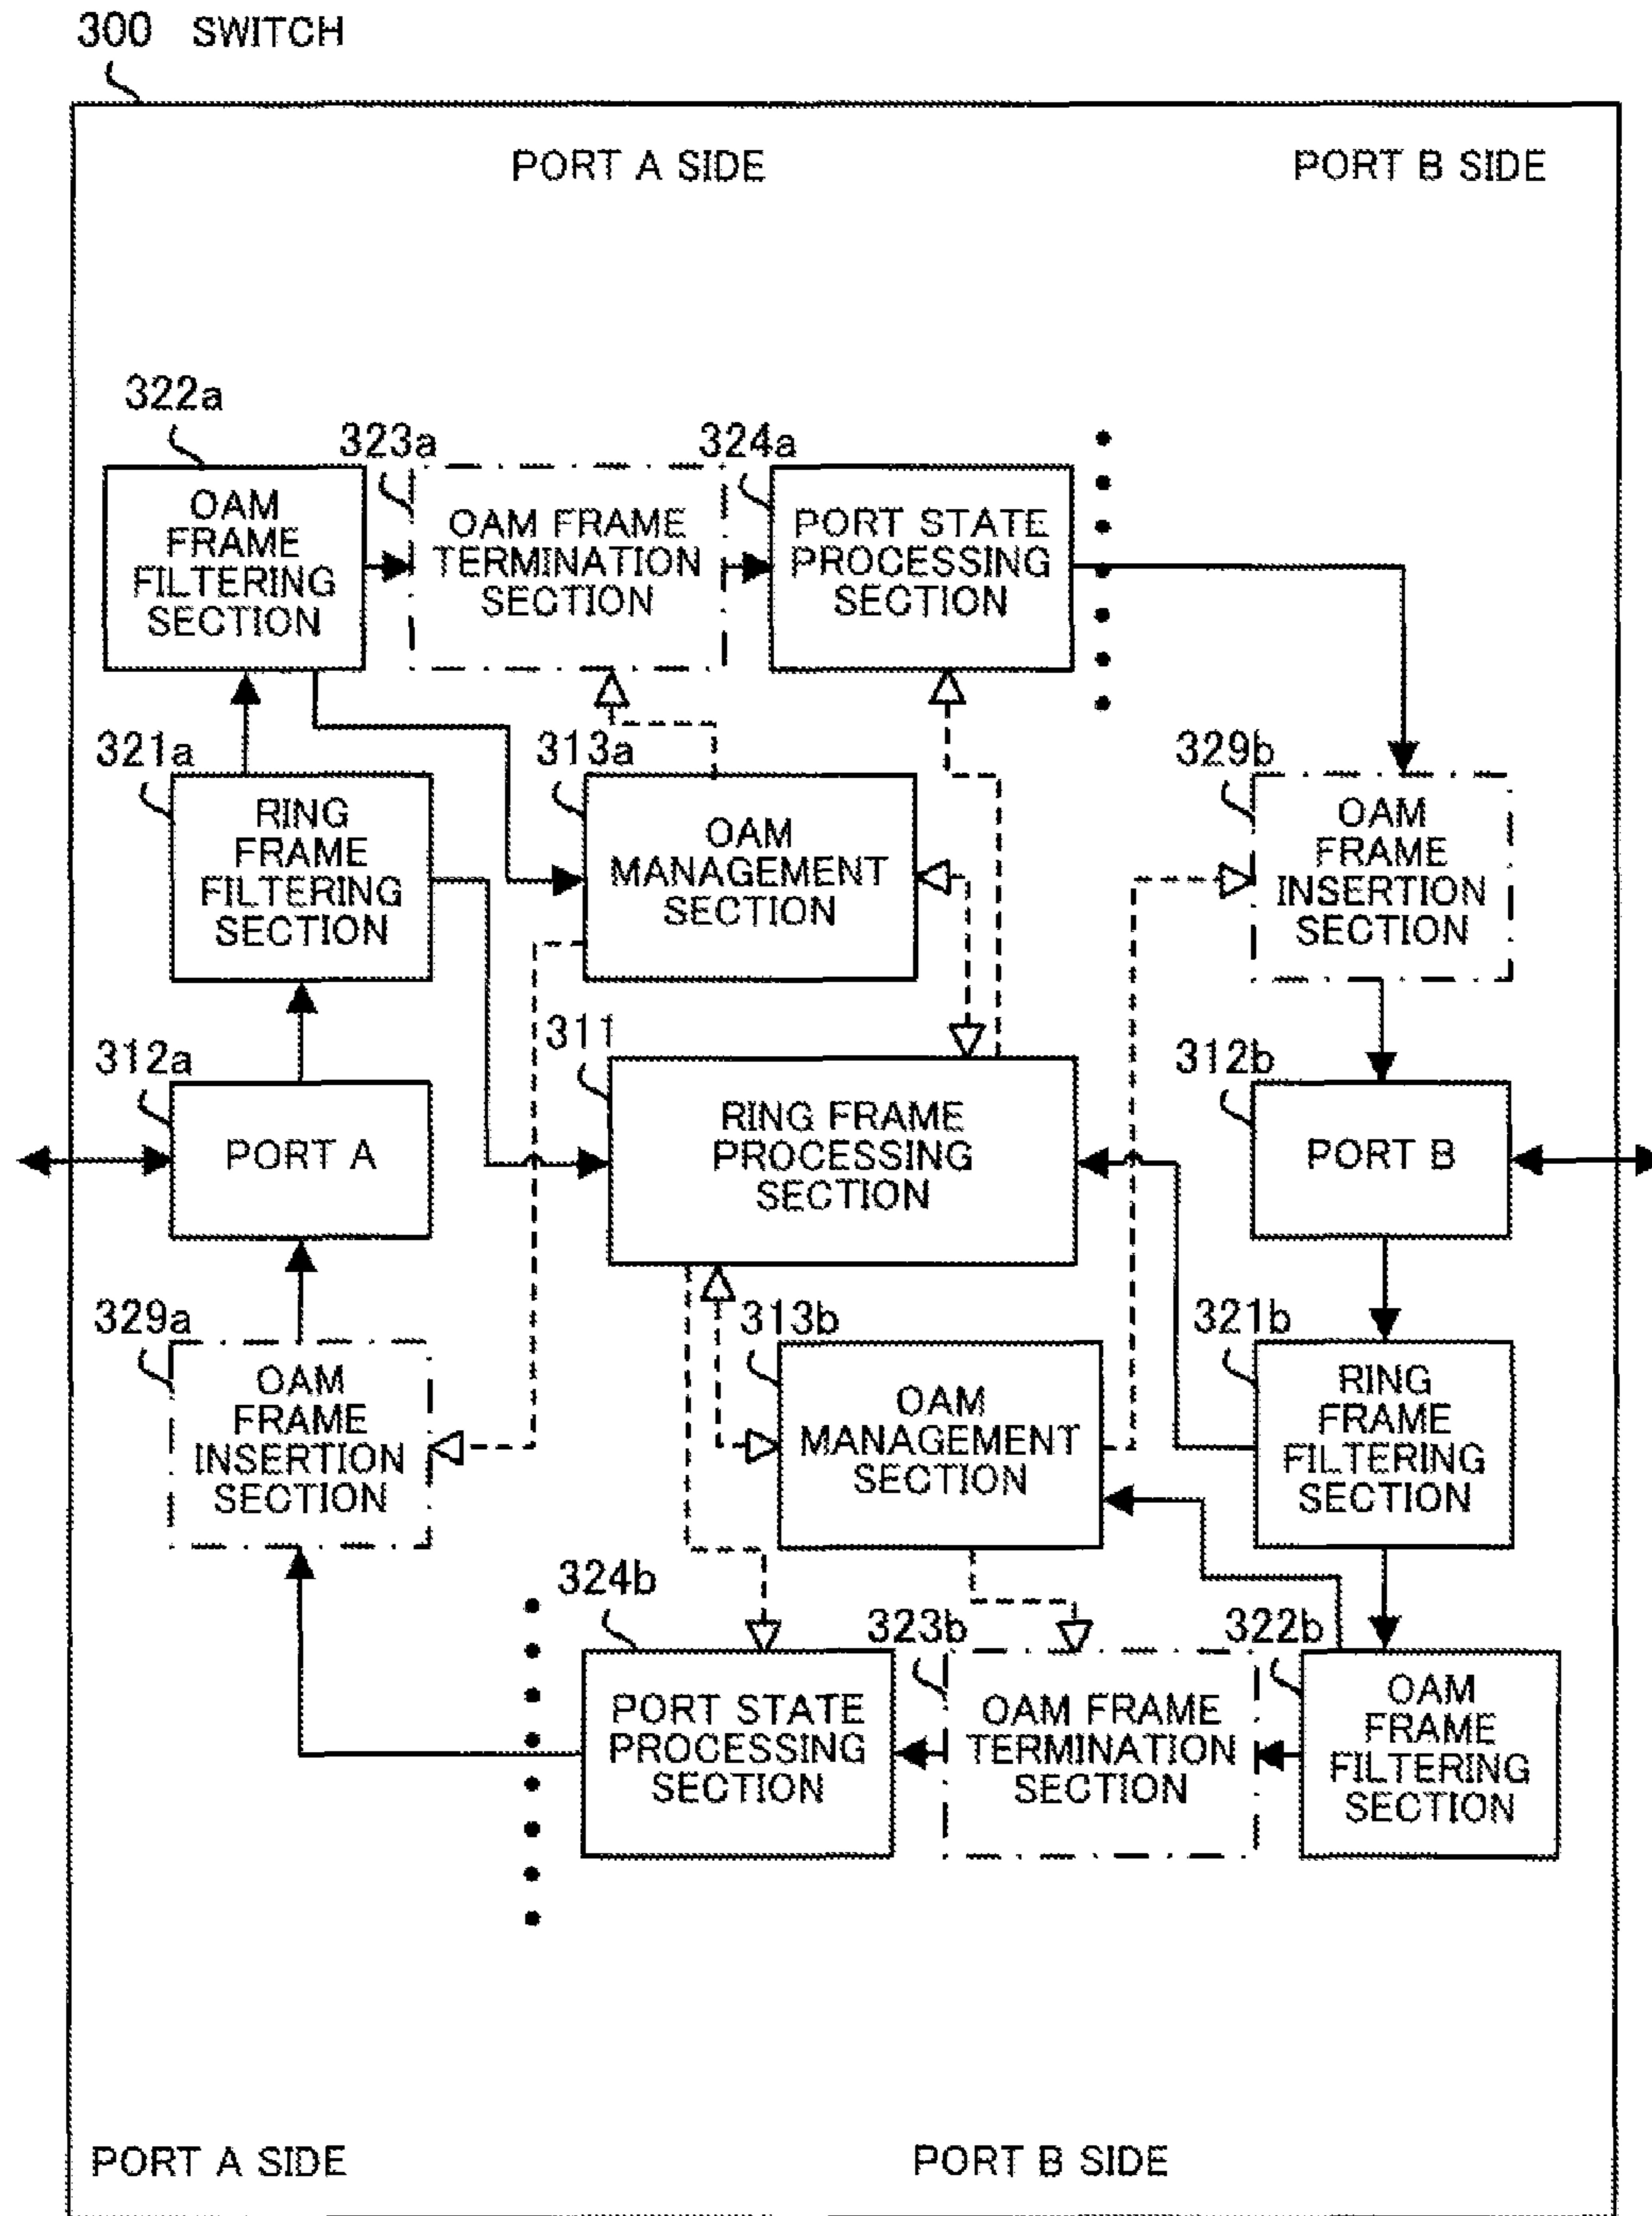 300 SWITCH
PORT A SIDE
PORT B SIDE
322a
OAM
FRAME
FILTERING
SECTION
323a
OAM FRAME
TERMINATION
SECTION
324a
PORT STATE
PROCESSING
SECTION
321a
RING
FRAME
FILTERING
SECTION
313a
OAM
MANAGEMENT
SECTION
329b
OAM
FRAME
INSERTION
SECTION
312a
PORT A
311
RING FRAME
PROCESSING
SECTION
312b
PORT B
329a
OAM
FRAME
INSERTION
SECTION
313b
OAM
MANAGEMENT
SECTION
321b
RING
FRAME
FILTERING
SECTION
324b
PORT STATE
PROCESSING
SECTION
323b
OAM FRAME
TERMINATION
SECTION
322b
OAM
FRAME
FILTERING
SECTION
PORT A SIDE
PORT B SIDE